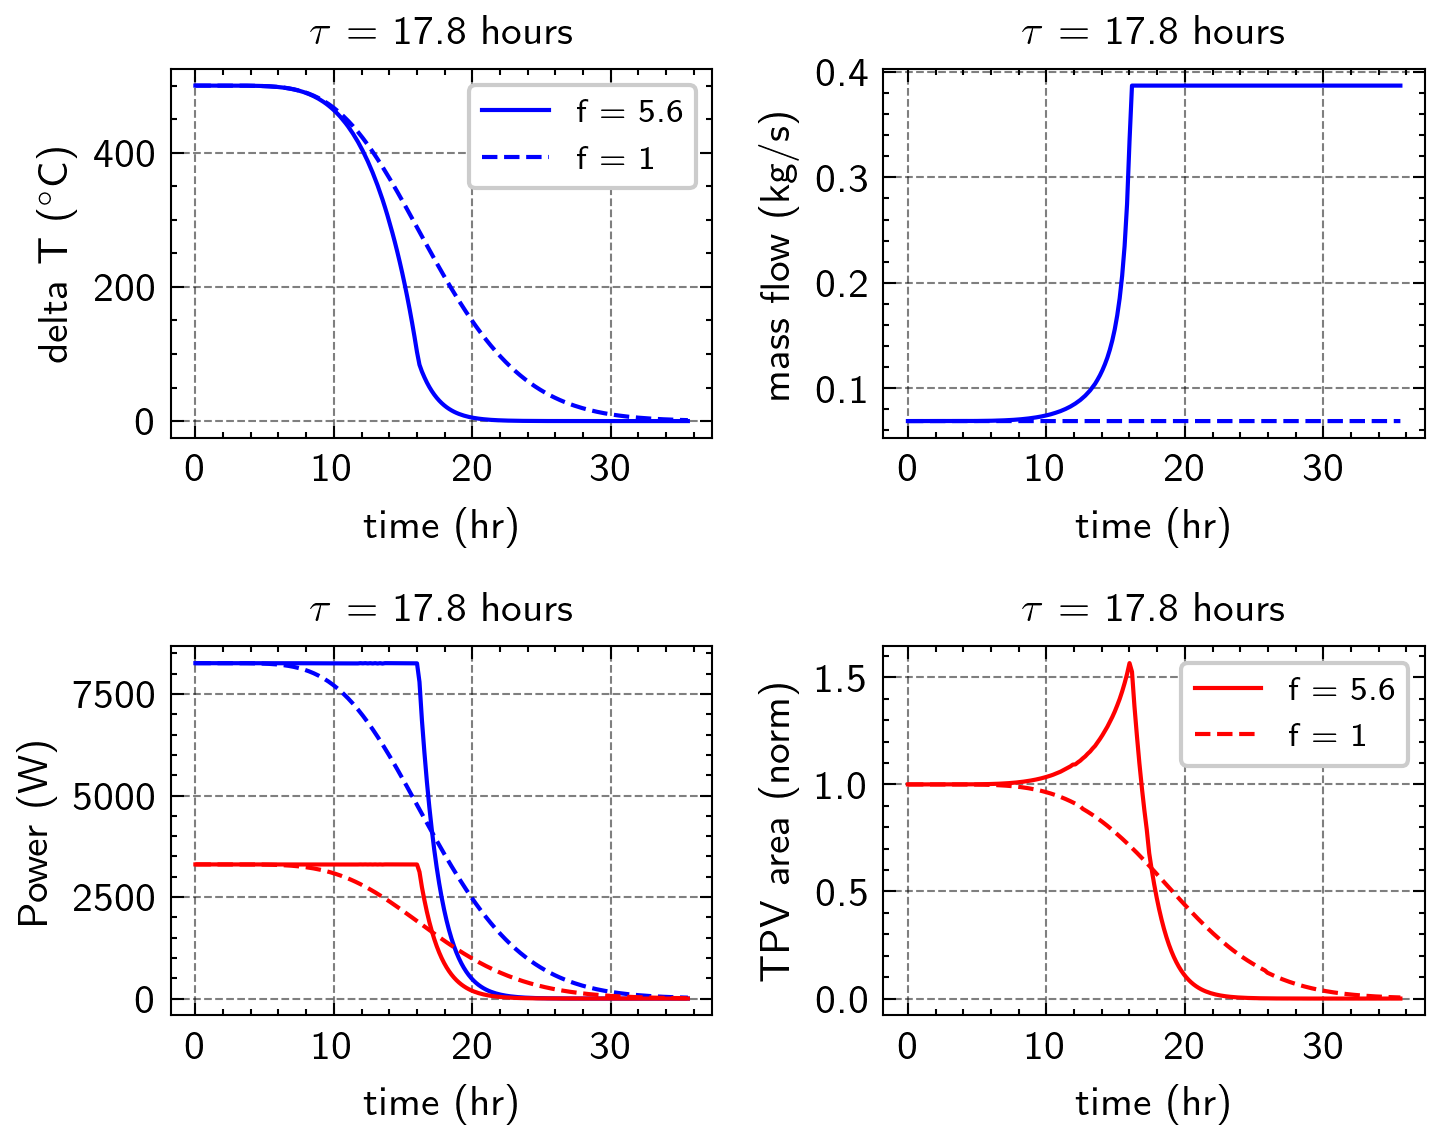 τ = 17.8 hours
delta T (°C)
400
200
0
f = 5.6
f = 1
0 10 20 30
time (hr)
τ = 17.8 hours
mass flow (kg/s)
0.4
0.3
0.2
0.1
0 10 20 30
time (hr)
τ = 17.8 hours
Power (W)
7500
5000
2500
0
0 10 20 30
time (hr)
τ = 17.8 hours
TPV area (norm)
1.5
1.0
0.5
0.0
f = 5.6
f = 1
0 10 20 30
time (hr)